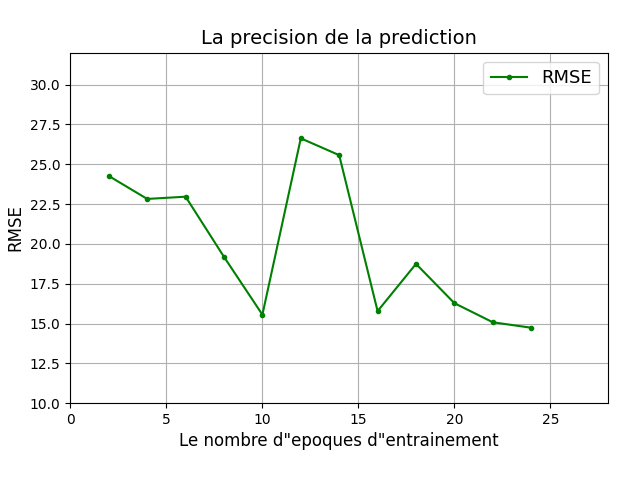 La precision de la prediction
RMSE
30.0
27.5
25.0
22.5
20.0
17.5
15.0
12.5
10.0
RMSE
0 5 10 15 20 25
Le nombre d"epoques d"entrainement